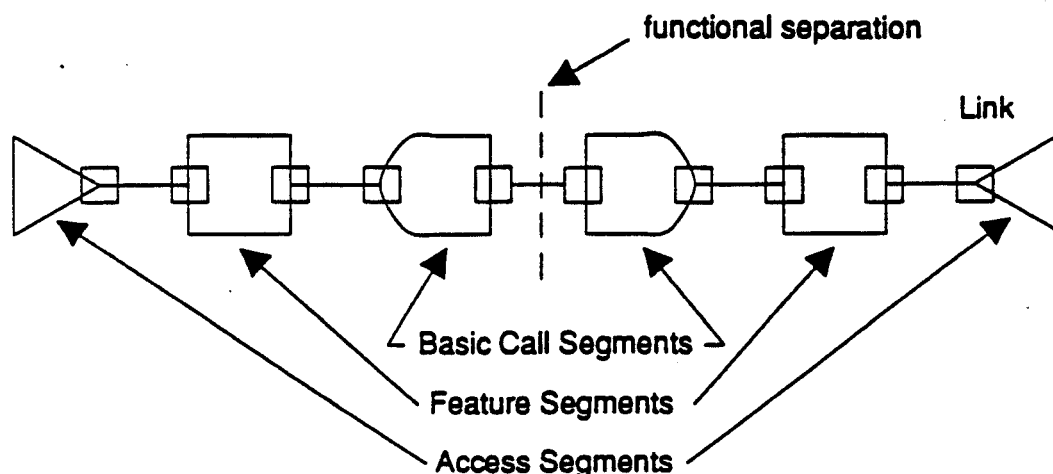 functional separation
Link
Basic Call Segments
Feature Segments
Access Segments